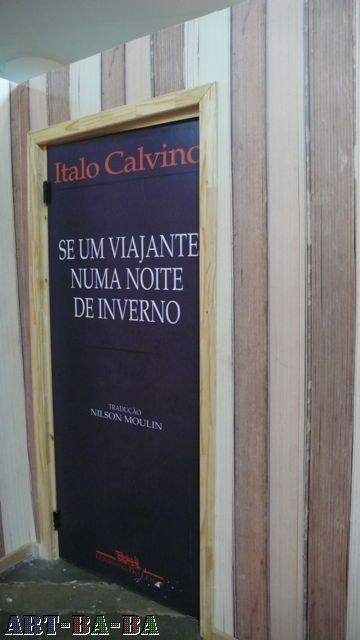 Italo Calvino
SE UM VIAJANTE
NUMA NOITE
DE INVERNO
TRADUÇÃO
NILSON MOULIN
ART-BA-BA